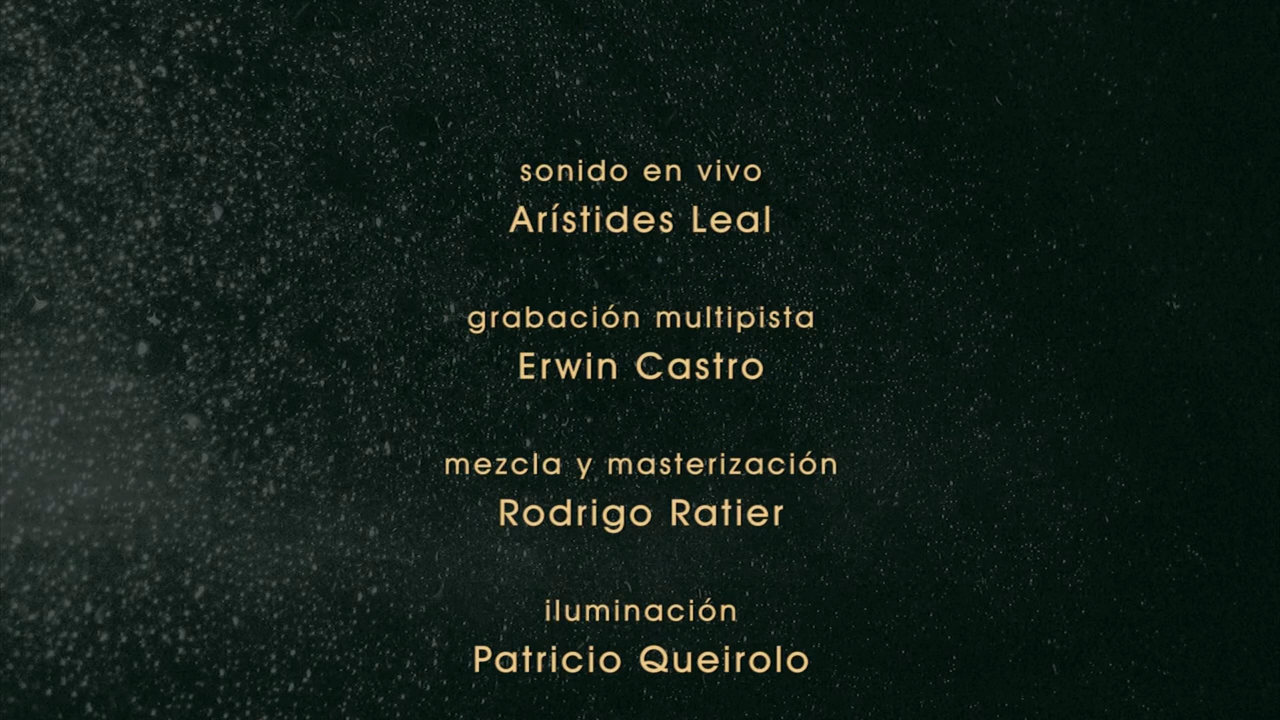 sonido en vivo
Arístides Leal
grabación multipista
Erwin Castro
mezcla y masterización
Rodrigo Ratier
iluminación
Patricio Queirolo